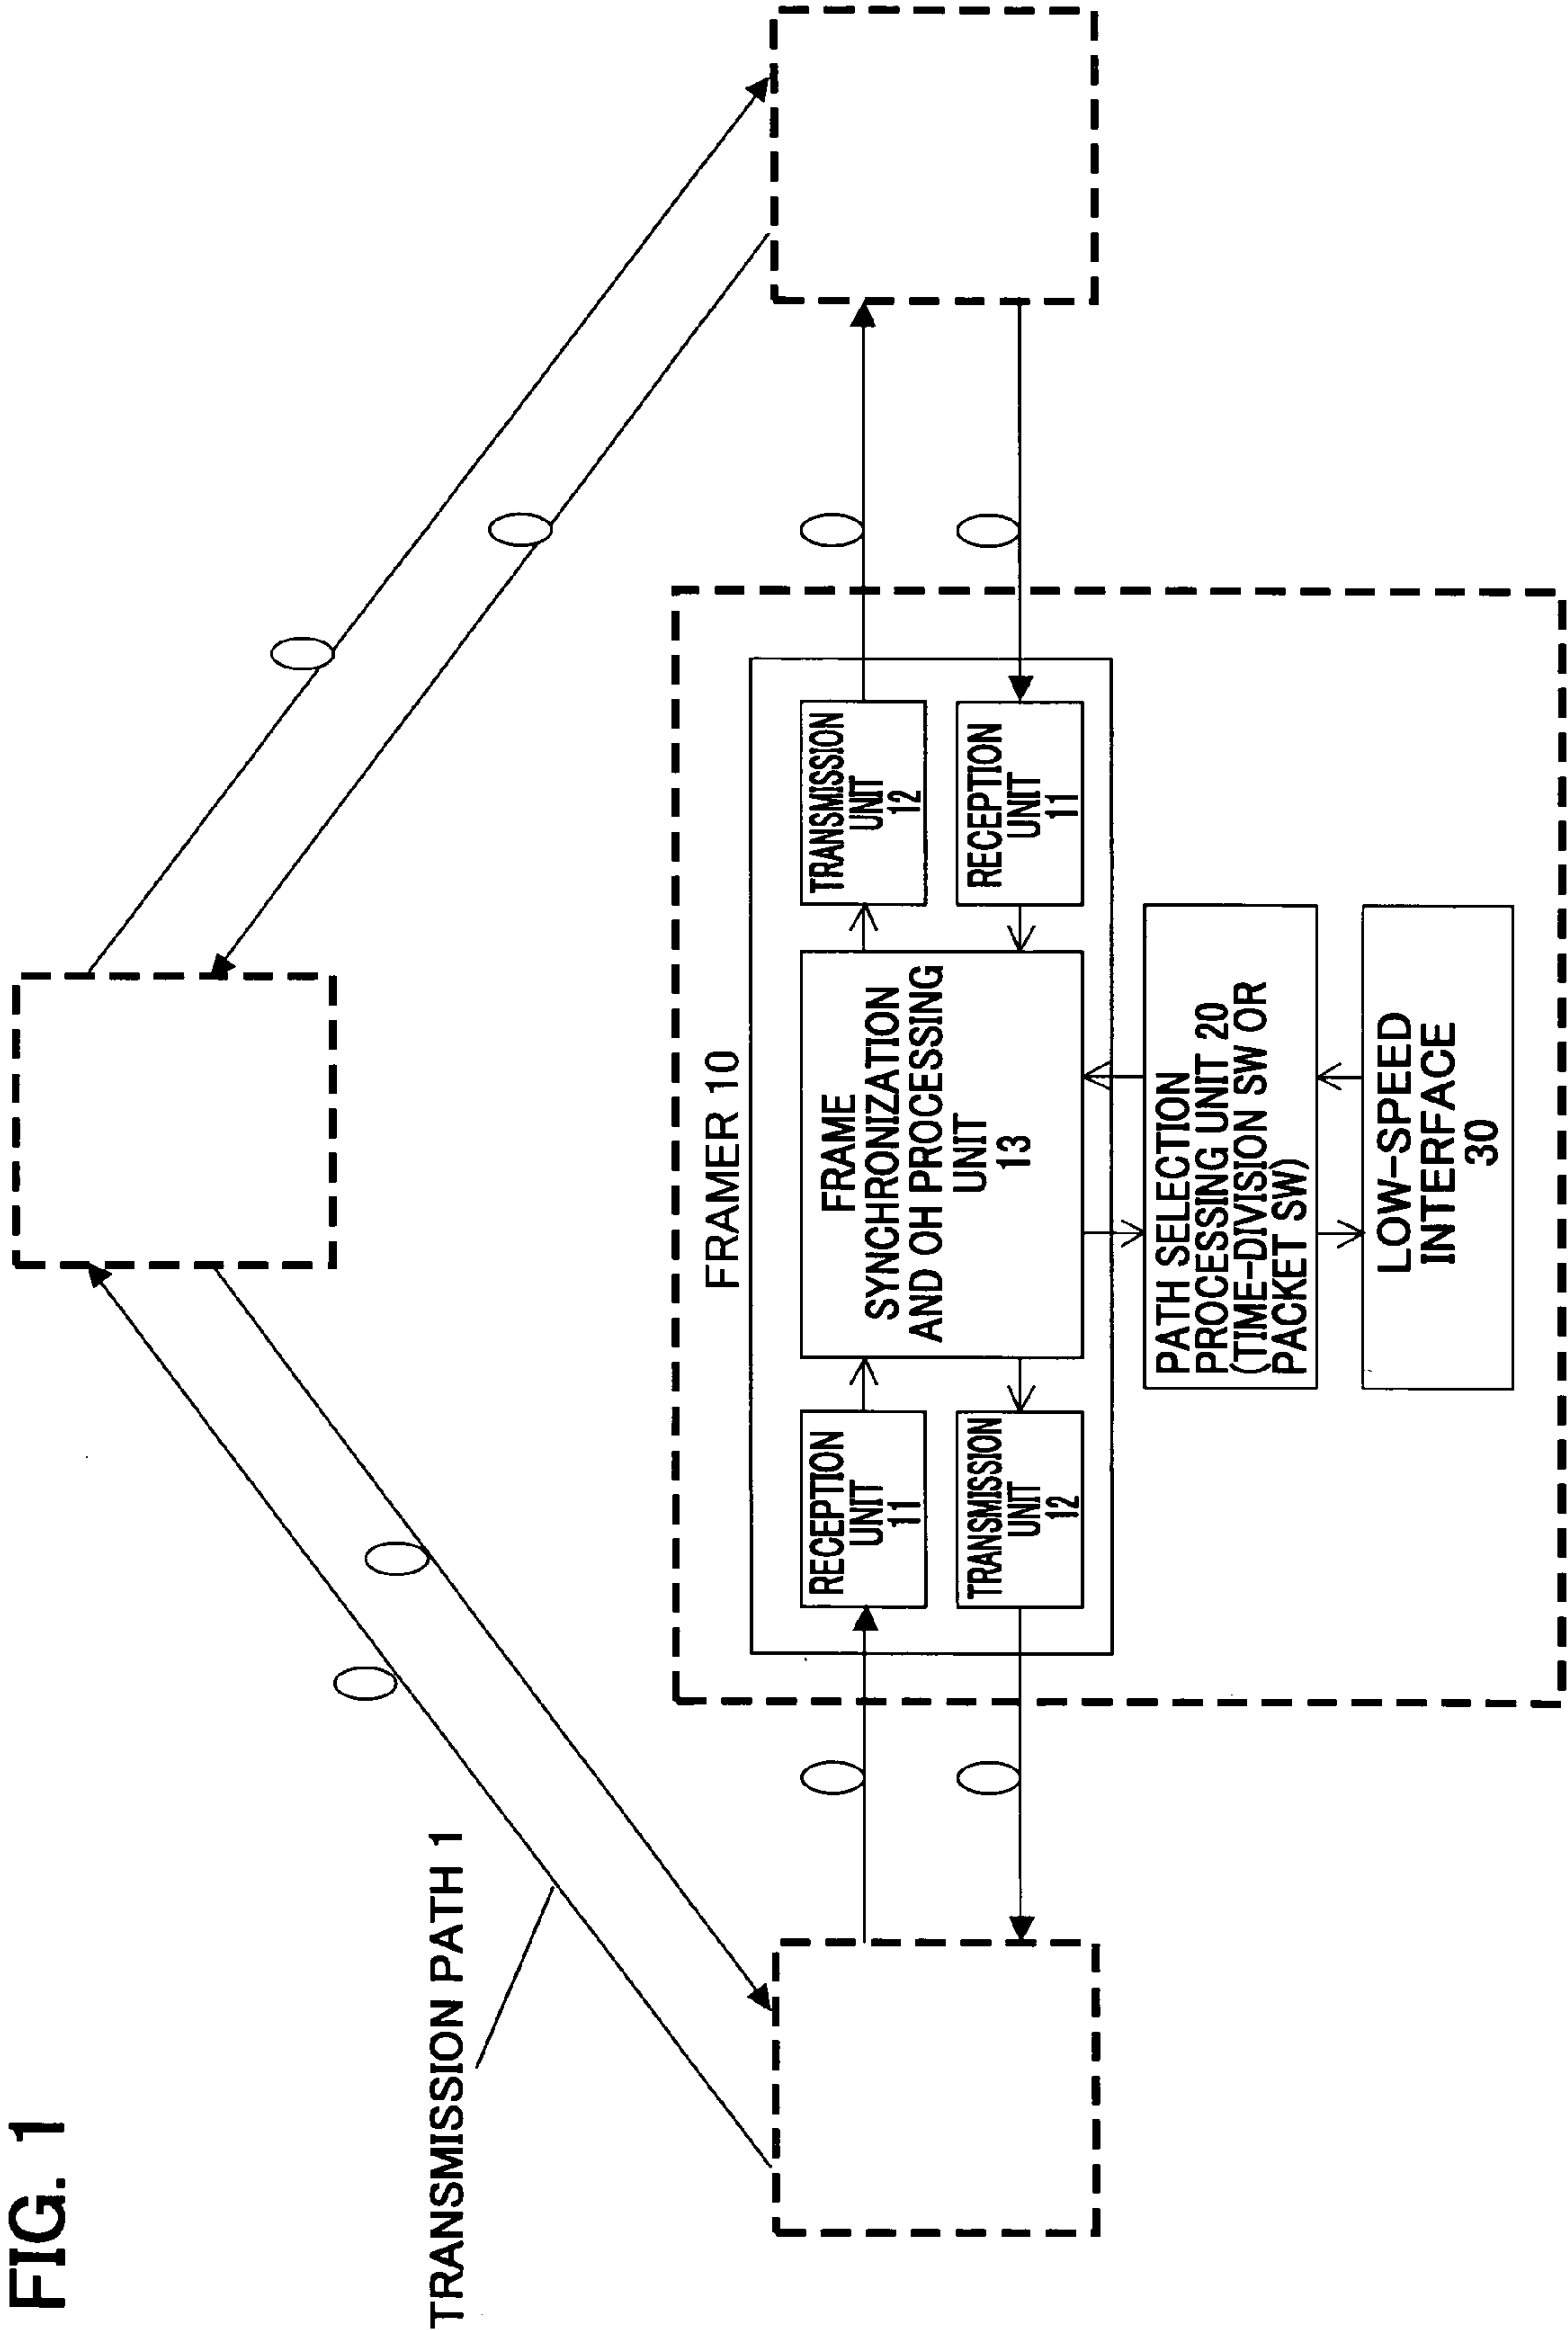 FIG. 1
TRANSMISSION PATH 1
FRAMER 10
RECEPTION
UNIT
11
TRANSMISSION
UNIT
12
FRAME
SYNCHRONIZATION
AND OH PROCESSING
UNIT
13
TRANSMISSION
UNIT
12
RECEPTION
UNIT
11
PATH SELECTION
PROCESSING UNIT 20
(TIME-DIVISION SW OR
PACKET SW)
LOW-SPEED
INTERFACE
30